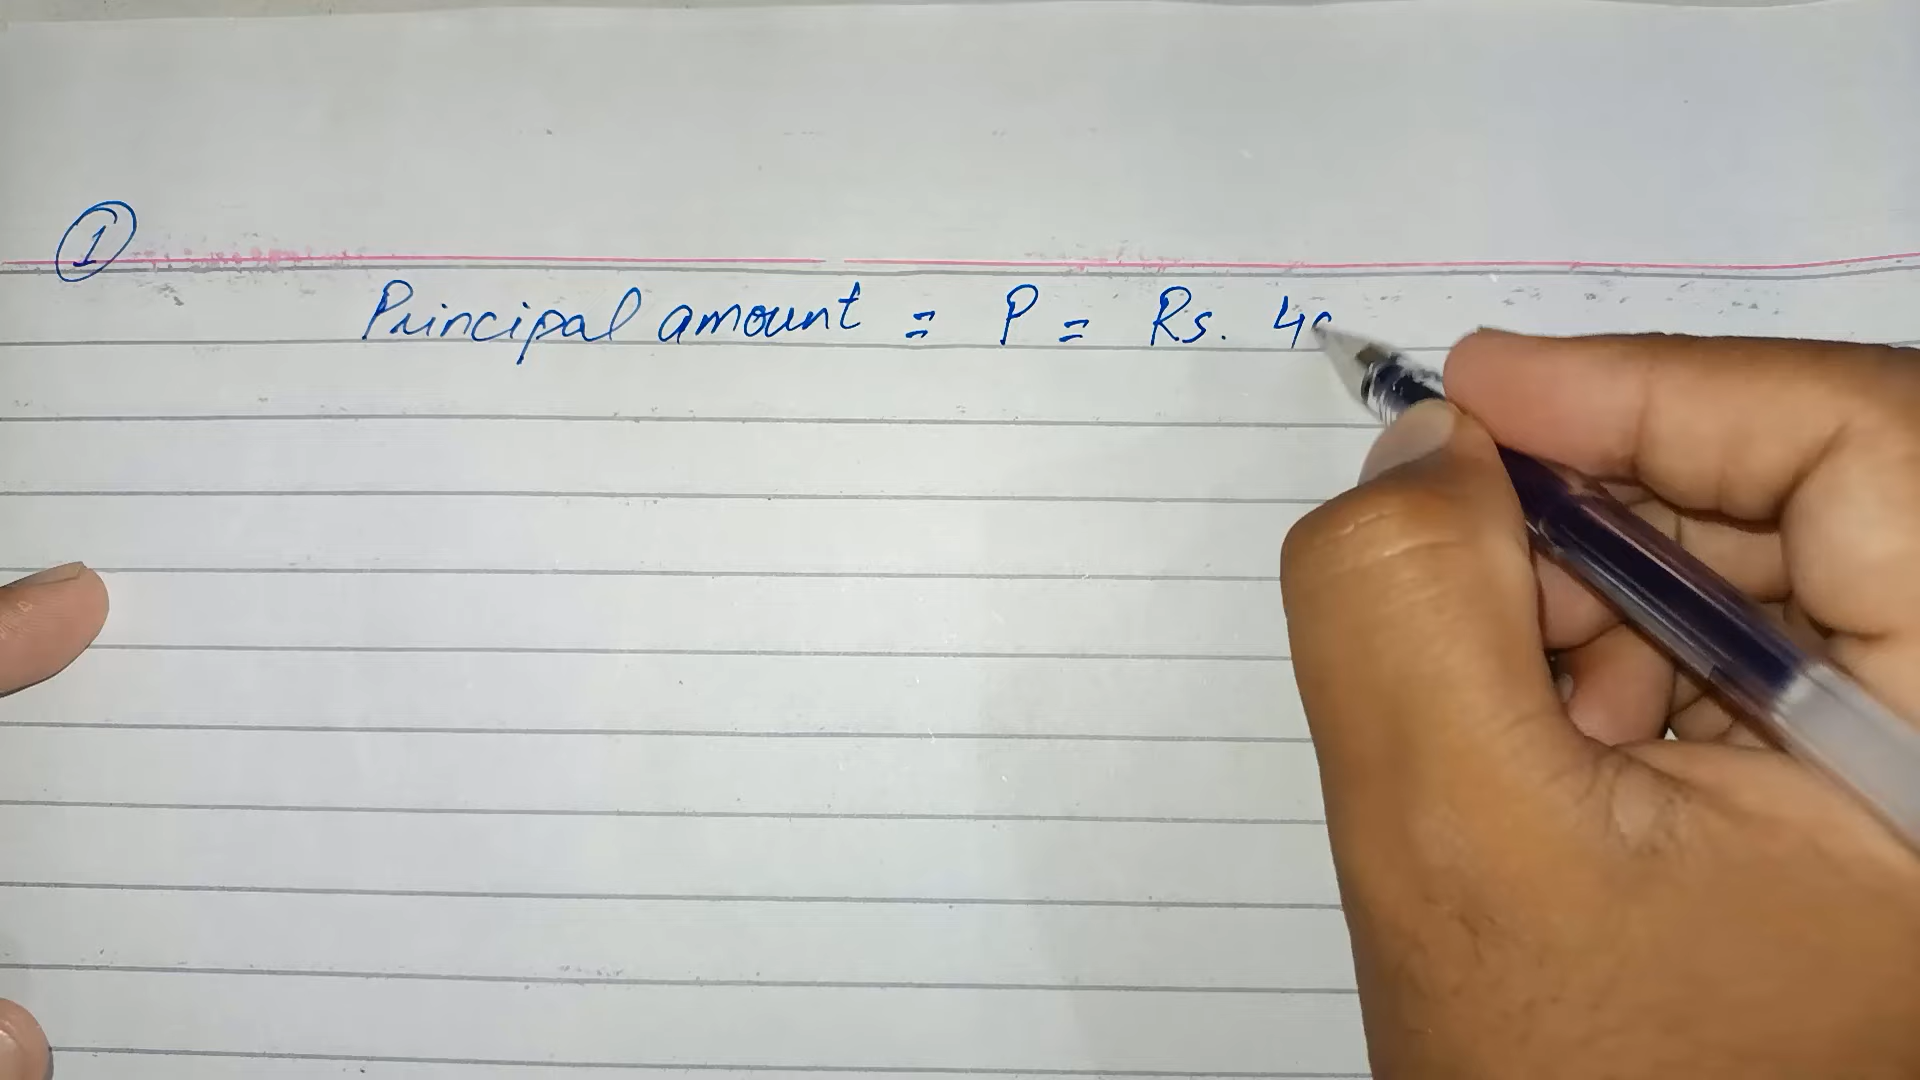 1
Principal amount = P = Rs. 4